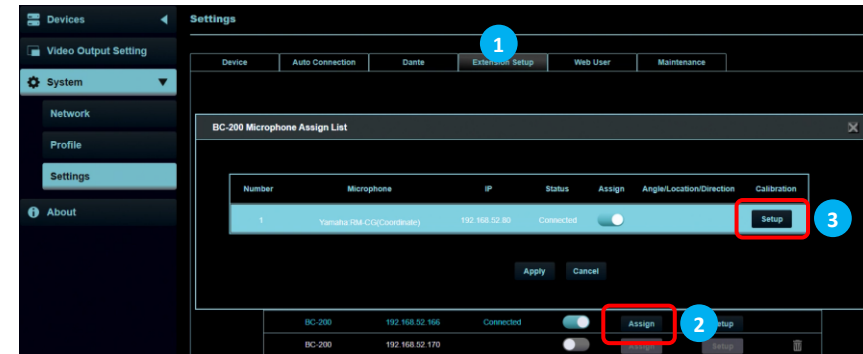 Devices
Settings
Video Output Setting
1
Device Auto Connection Dante Extension Setup Web User Maintenance
System
Network
BC-200 Microphone Assign List
Profile
Settings
Number Microphone IP Status Assign Angle/Location/Direction Calibration
About
1 Yamaha RM-CG(Coordinate) 192.168.52.80 Connected Setup 3
Apply Cancel
BC-200 192.168.52.166 Connected Assign 2 Setup
BC-200 192.168.52.170 Assign Setup